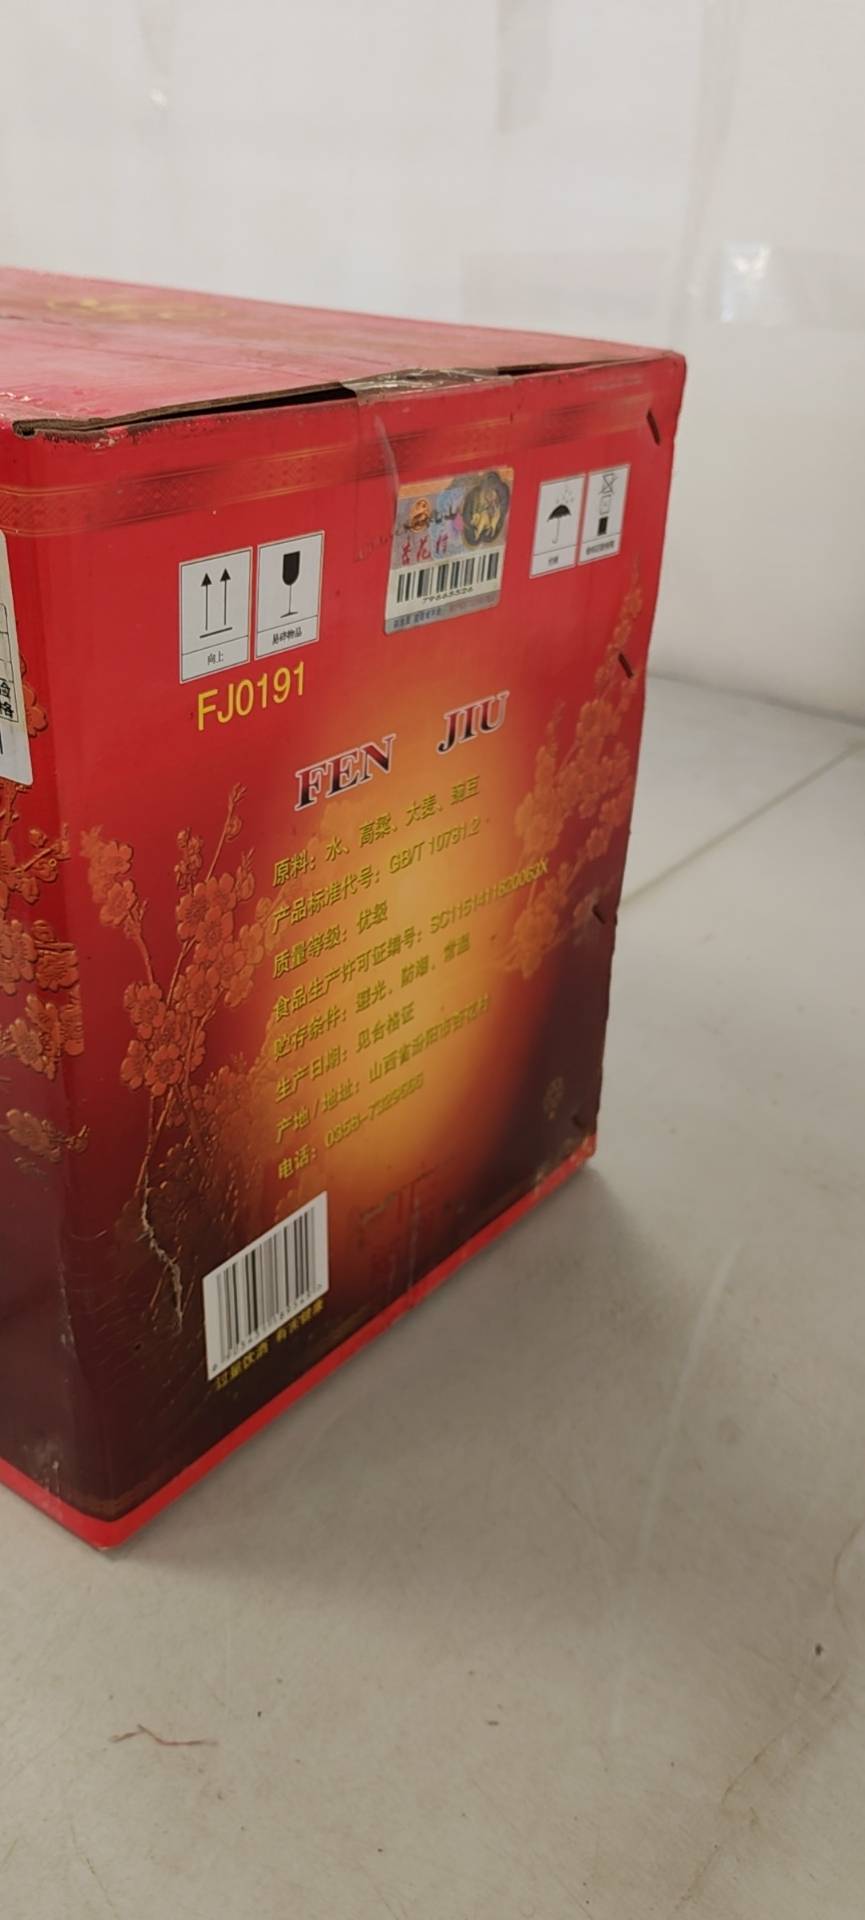 杏花村
79665526
向上
易碎物品
FJ0191
FEN JIU
原料：水、高粱、大麦、豌豆
产品标准代号：GB/T 10781.2
质量等级：优级
食品生产许可证编号：
贮存条件：避光、防潮、常温
生产日期：见合格证
产地/地址：山西省汾阳市杏花村
电话：0358-7329666
过量饮酒 有害健康